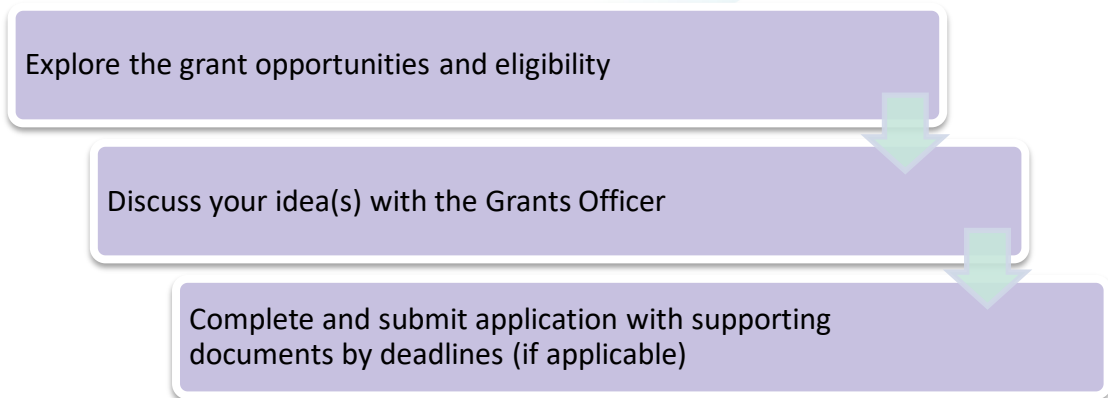 Explore the grant opportunities and eligibility
Discuss your idea(s) with the Grants Officer
Complete and submit application with supporting
documents by deadlines (if applicable)